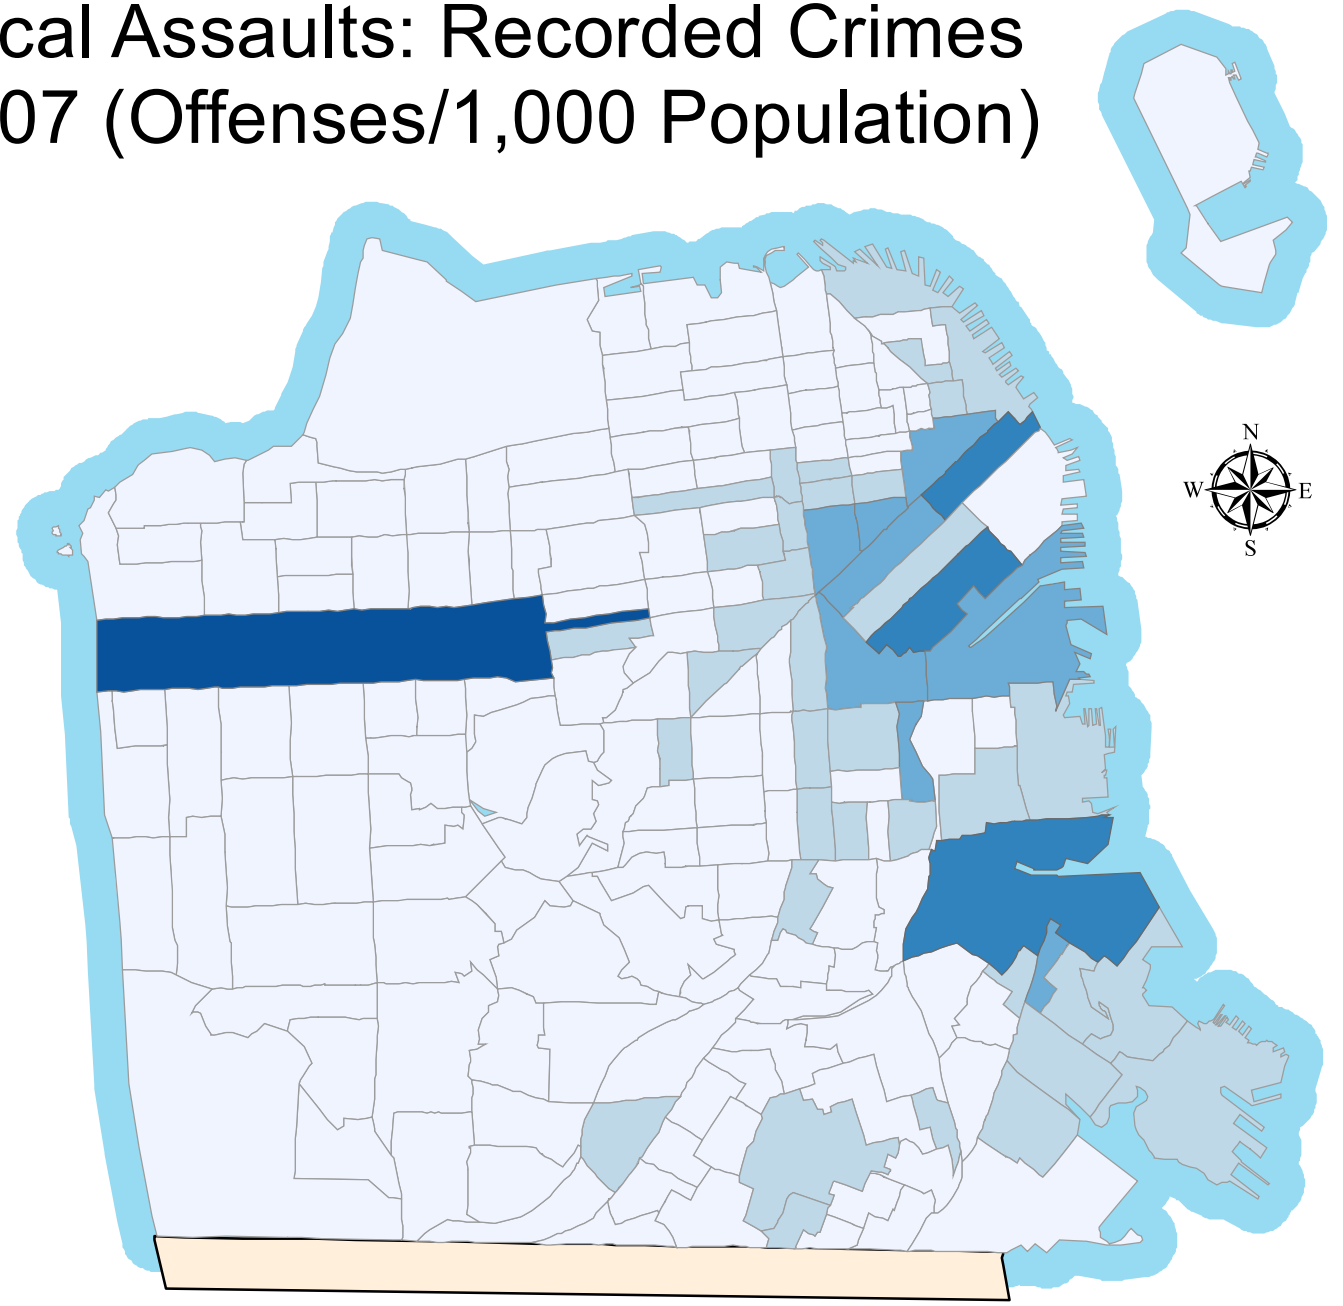 cal Assaults: Recorded Crimes
07 (Offenses/1,000 Population)
N
W E
S